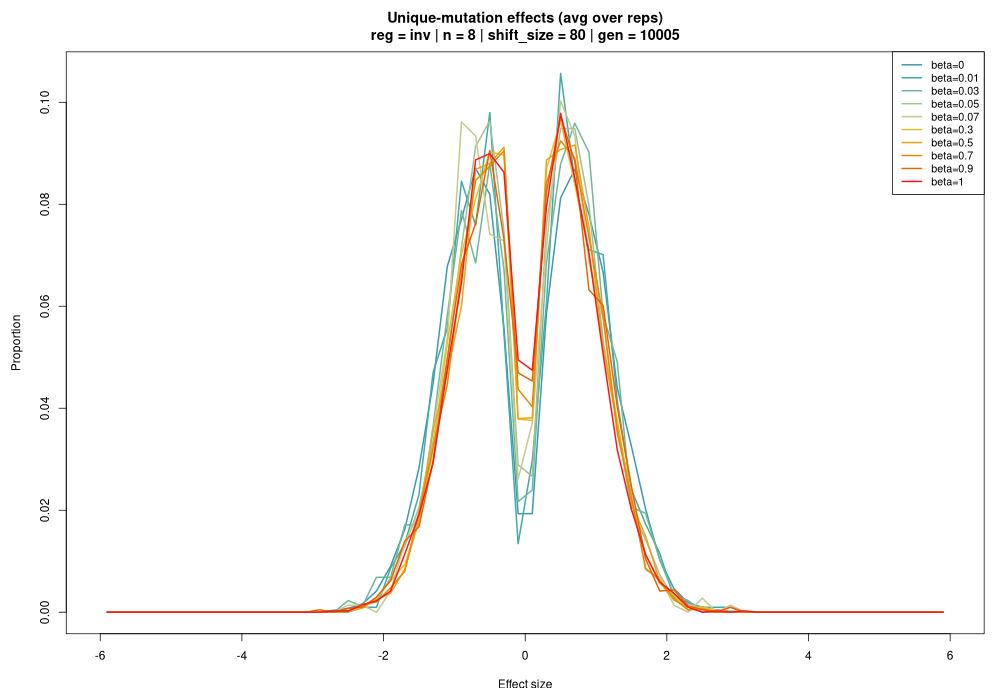 Unique-mutation effects (avg over reps)
reg = inv | n = 8 | shift_size = 80 | gen = 10005
beta=0
beta=0.01
beta=0.03
beta=0.05
beta=0.07
beta=0.3
beta=0.5
beta=0.7
beta=0.9
beta=1
Proportion
0.10
0.08
0.06
0.04
0.02
0.00
-6
-4
-2
0
2
4
6
Effect size